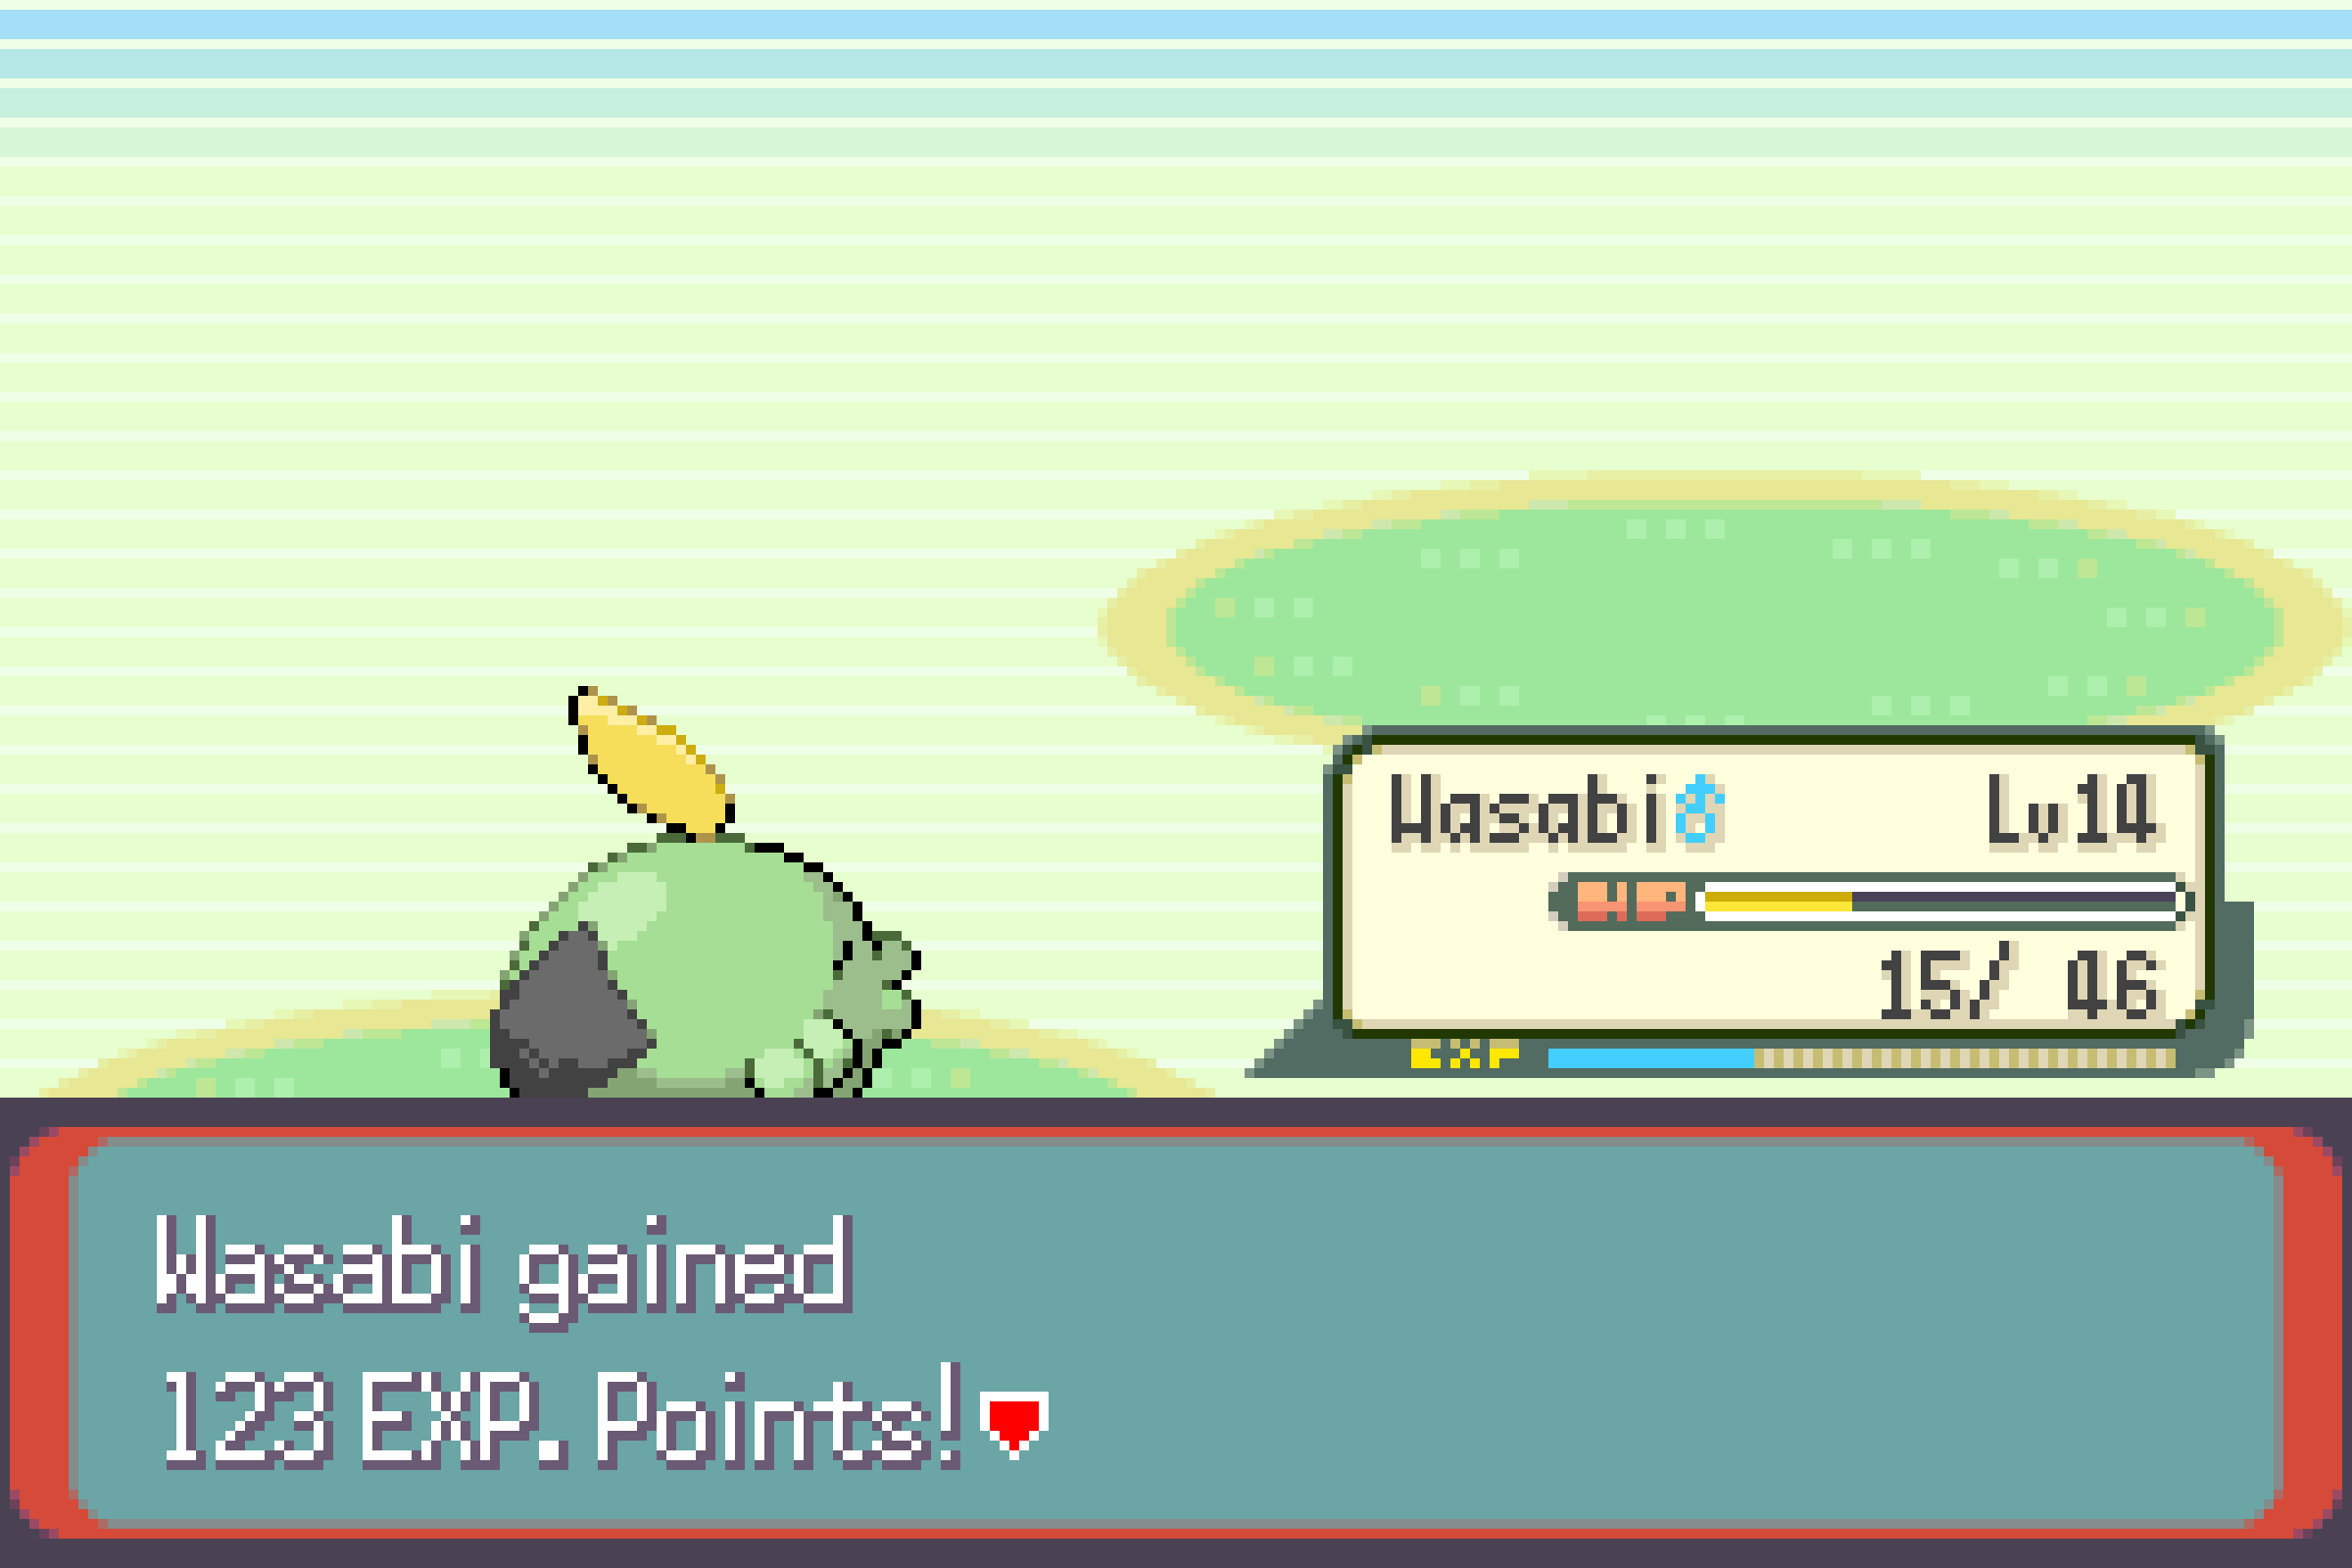 Wasabi♂ Lv14
HP
15/ 46
EXP
Wasabi gained
123 EXP. Points!